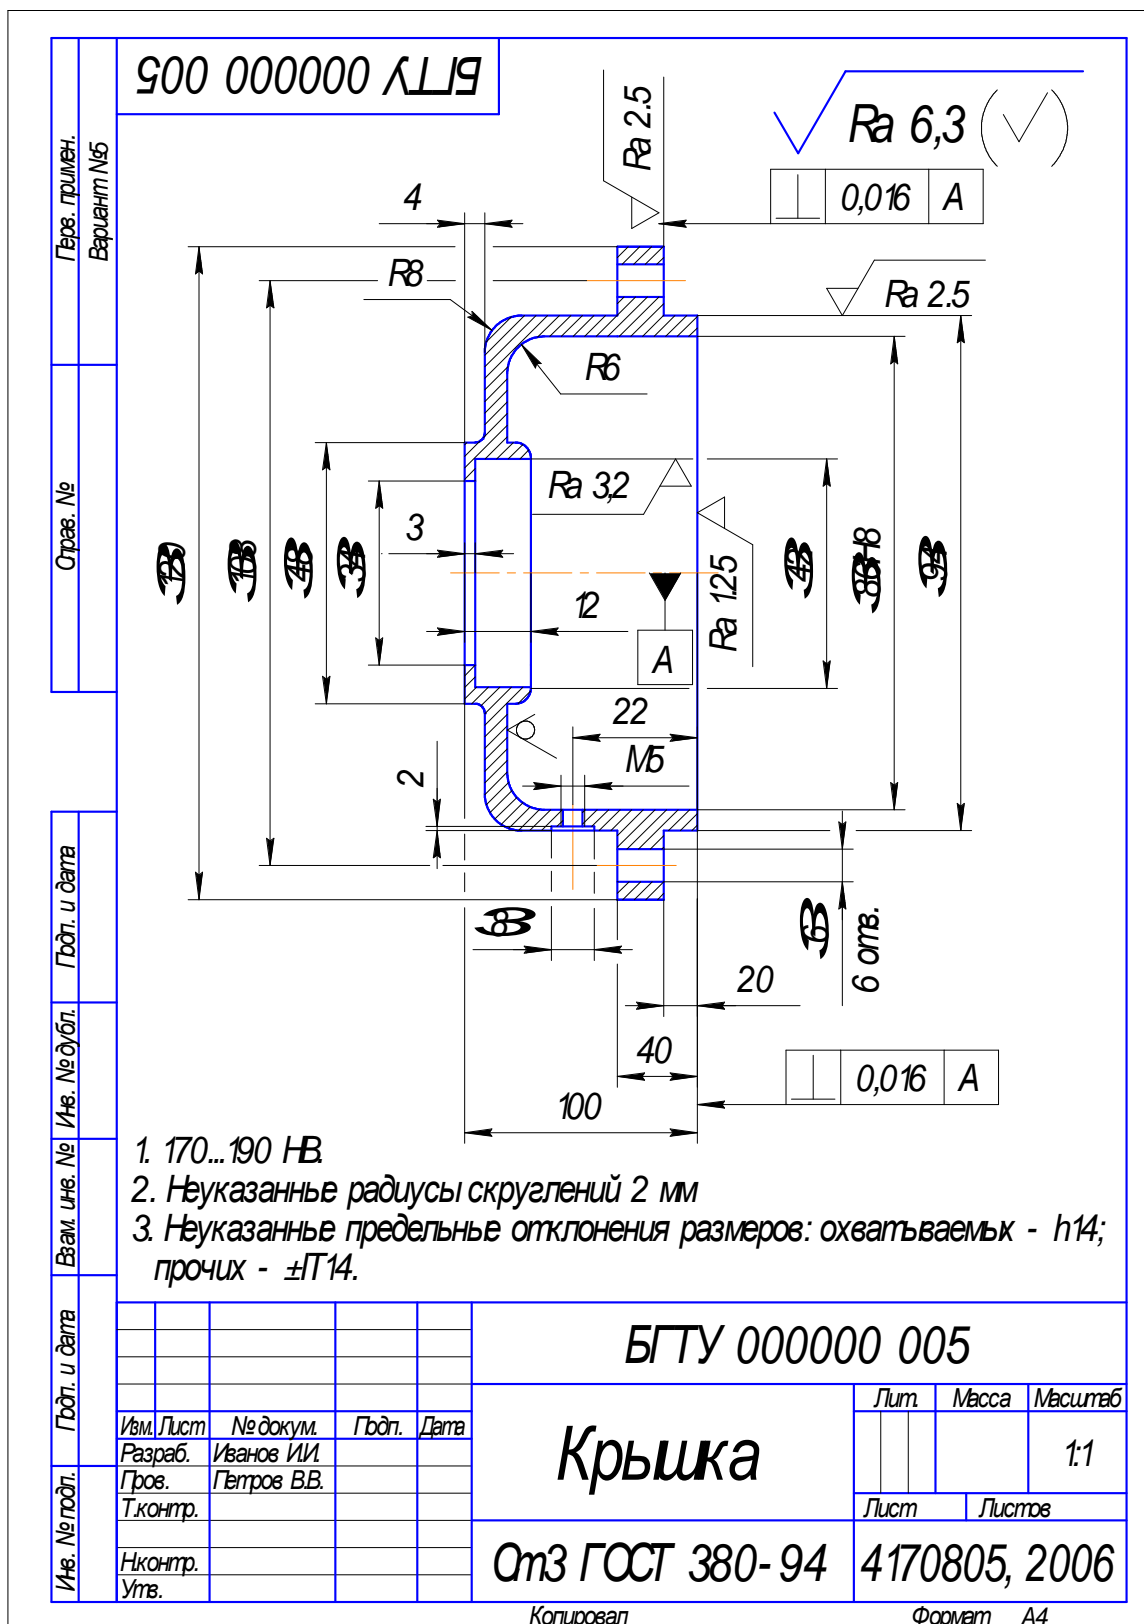 БГТУ 000000 005
Перв. примен.
Вариант №5
Справ. №
Подп. и дата
Инв. № дубл.
Взам. инв. №
Подп. и дата
Инв. № подл.
Ra 2.5
Ra 6,3
0,016 A
4
R8
Ra 2.5
R6
Ra 3,2
3
12
A
Ra 1.25
22
M5
2
6 отв.
20
40
0,016 A
100
1. 170...190 НВ.
2. Неуказанные радиусы скруглений 2 мм
3. Неуказанные предельные отклонения размеров: охватываемых - h14;
прочих - ±IT14.
БГТУ 000000 005
Лит. Масса Масштаб
Изм. Лист № докум. Подп. Дата
Разраб. Иванов И.И.
Пров. Петров В.В.
Т.контр.
Н.контр.
Утв.
Крышка
1:1
Лист Листов
Ст3 ГОСТ 380-94
4170805, 2006
Копировал Формат А4